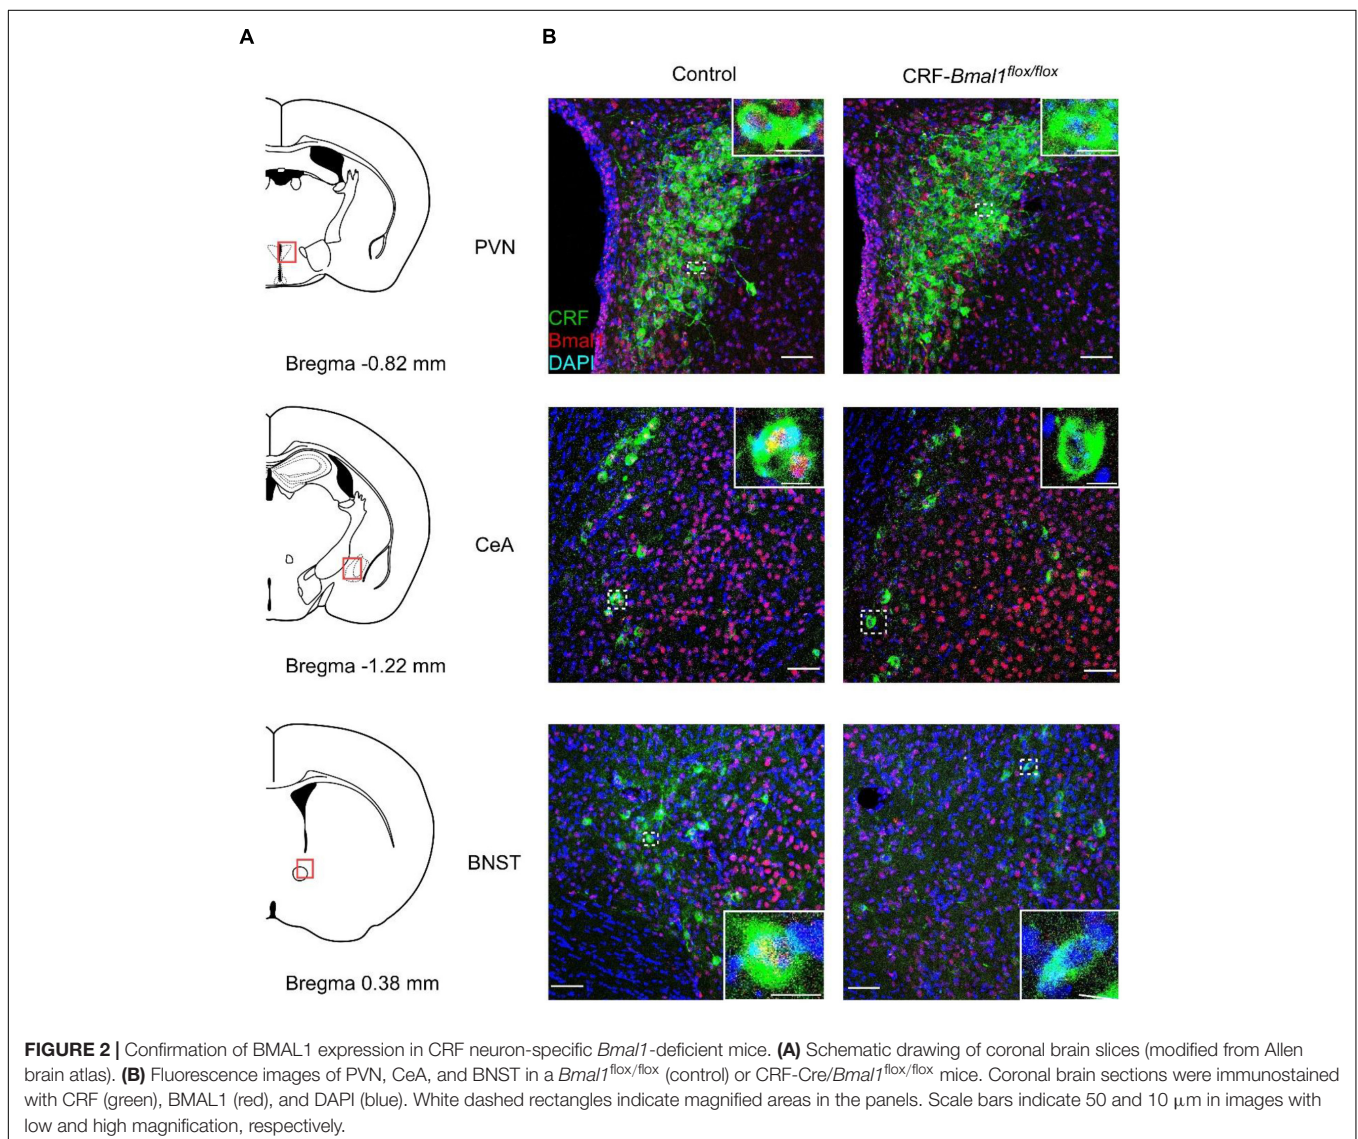 A
B
Control
CRF-Bmal1flox/flox
PVN
CRF
Bmal1
DAPI
Bregma -0.82 mm
CeA
Bregma -1.22 mm
BNST
Bregma 0.38 mm
FIGURE 2 | Confirmation of BMAL1 expression in CRF neuron-specific Bmal1-deficient mice. (A) Schematic drawing of coronal brain slices (modified from Allen
brain atlas). (B) Fluorescence images of PVN, CeA, and BNST in a Bmal1flox/flox (control) or CRF-Cre/Bmal1flox/flox mice. Coronal brain sections were immunostained
with CRF (green), BMAL1 (red), and DAPI (blue). White dashed rectangles indicate magnified areas in the panels. Scale bars indicate 50 and 10 μm in images with
low and high magnification, respectively.